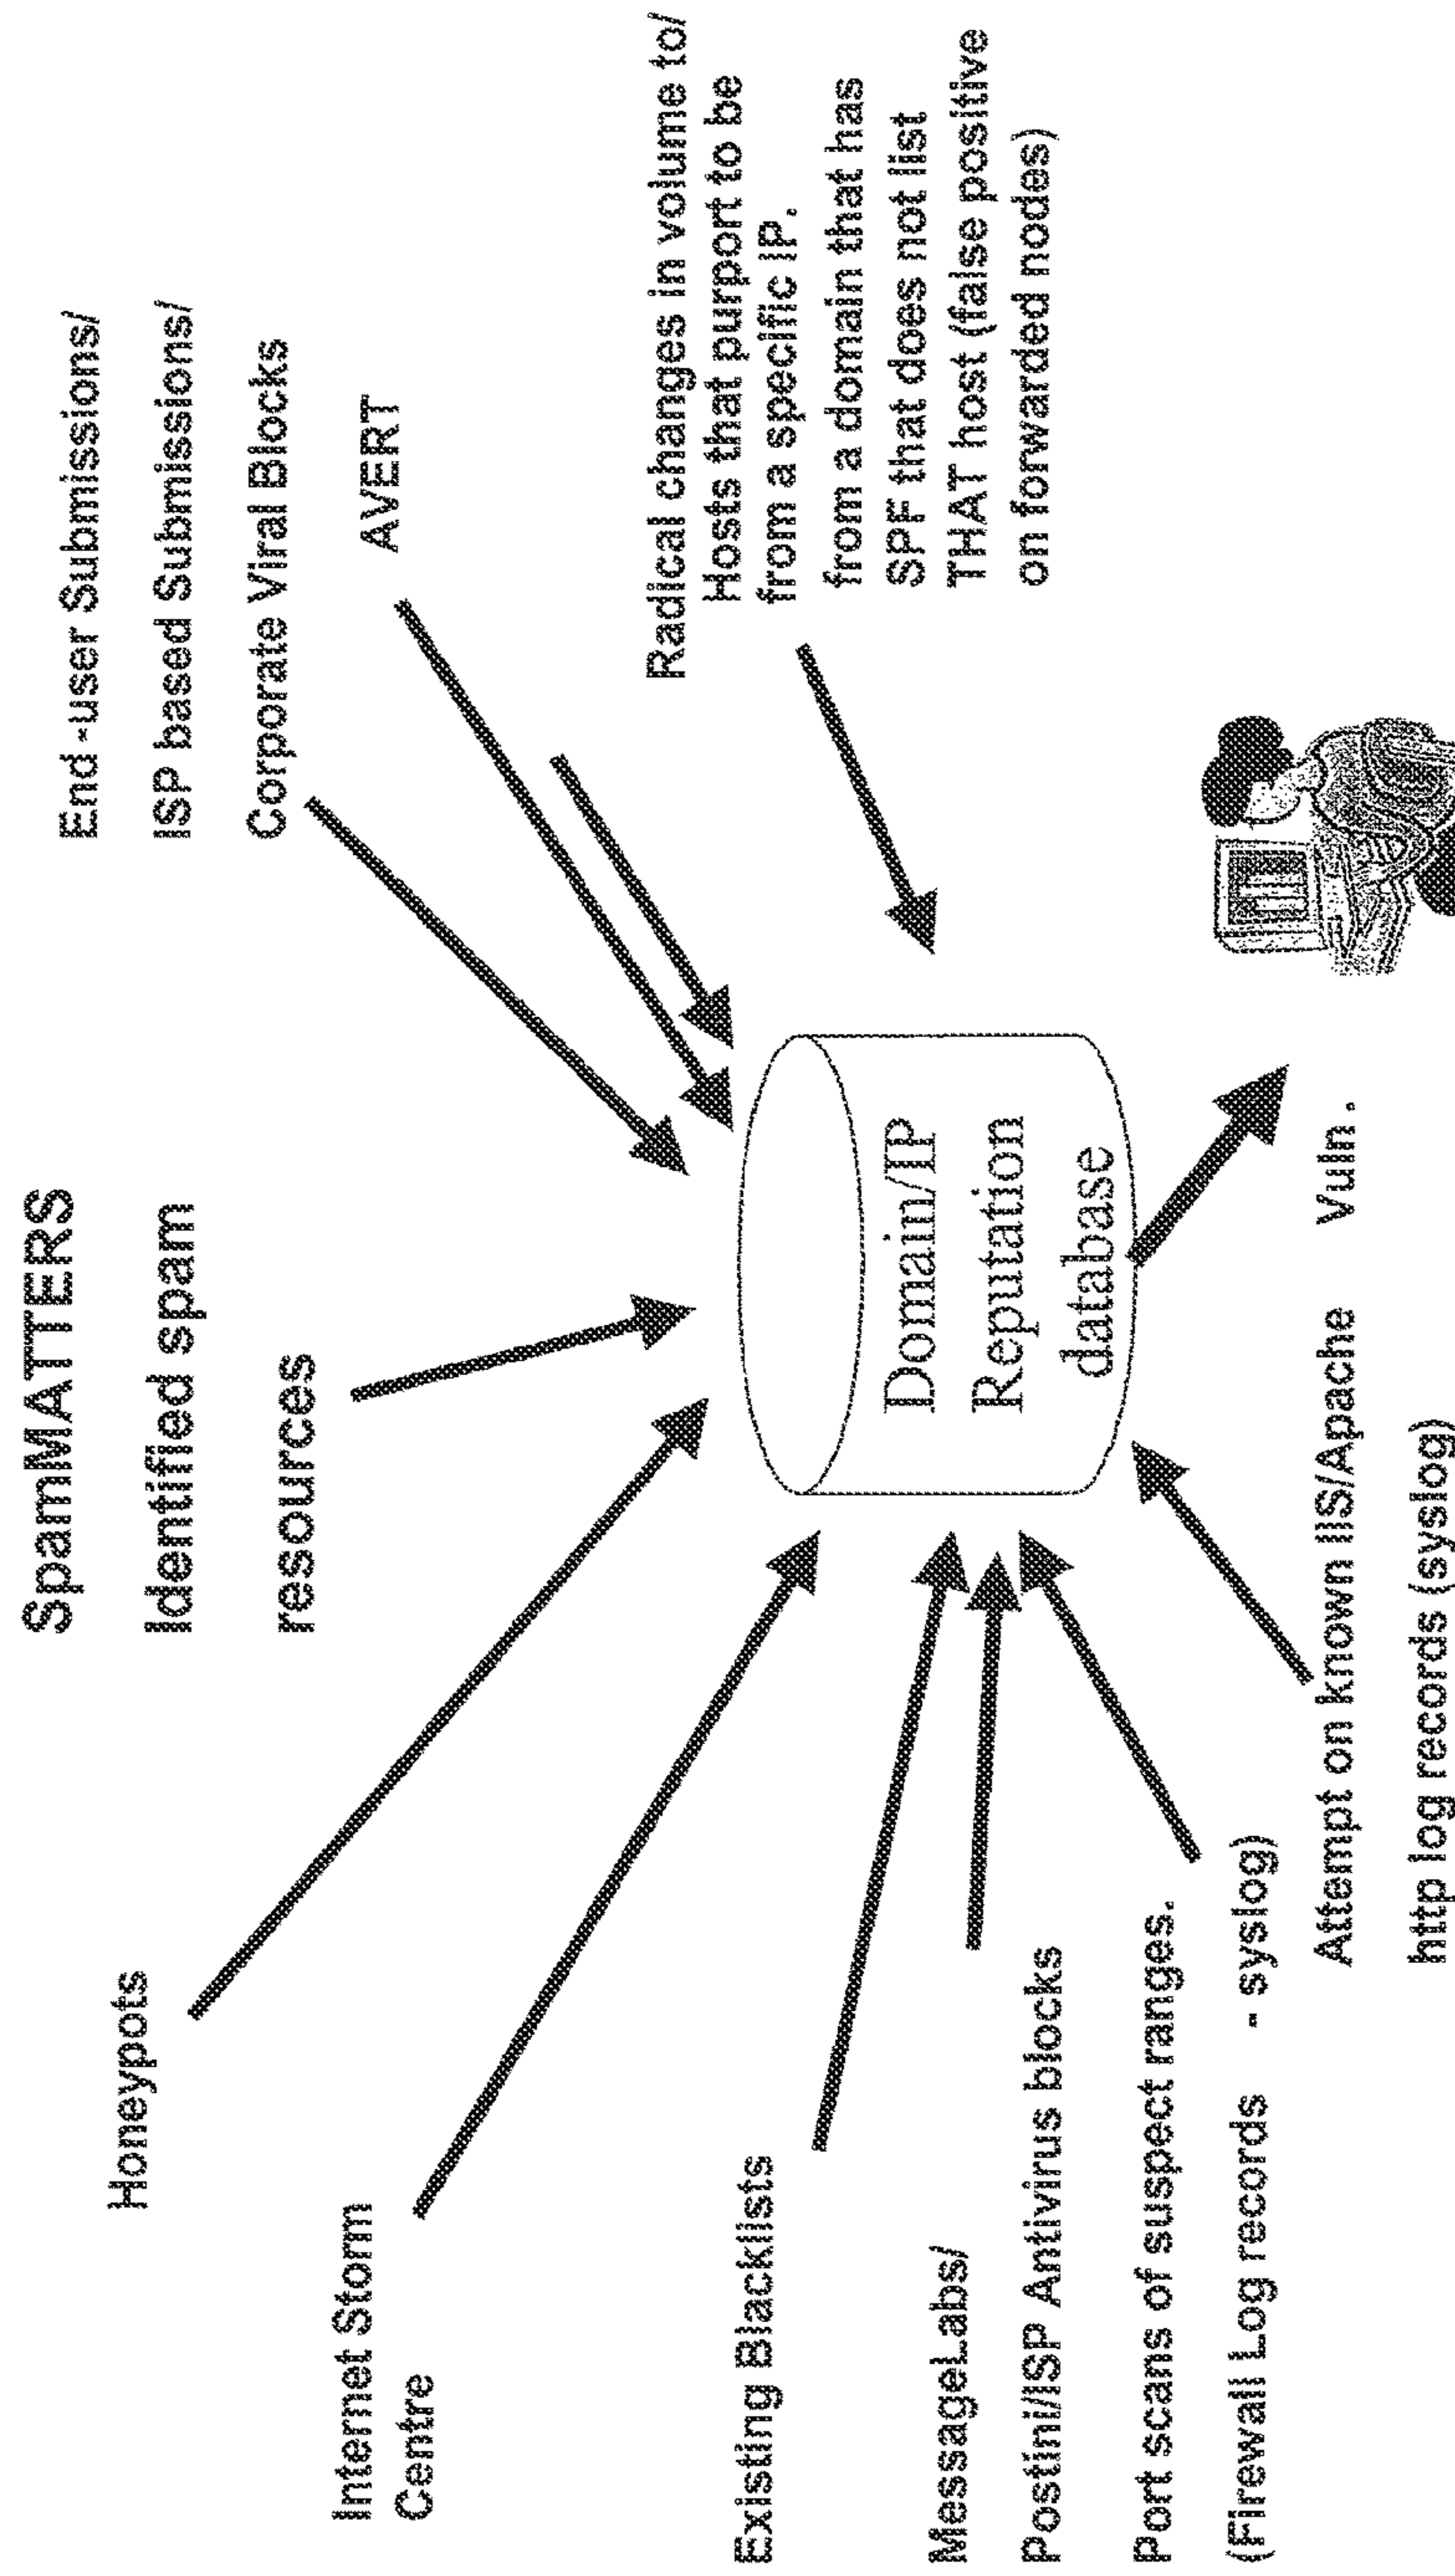 SpamMATTERS
Identified spam
resources
Honeypots
Internet Storm
Centre
Existing Blacklists
MessageLabs/
Postini/ISP Antivirus blocks
Port scans of suspect ranges.
(Firewall Log records - syslog)
Attempt on known IIS/Apache Vuln.
http log records (syslog)
Domain/IP
Reputation
database
End -user Submissions/
ISP based Submissions/
Corporate Viral Blocks
AVERT
Radical changes in volume to/
Hosts that purport to be
from a specific IP.
from a domain that has
SPF that does not list
THAT host (false positive
on forwarded nodes)